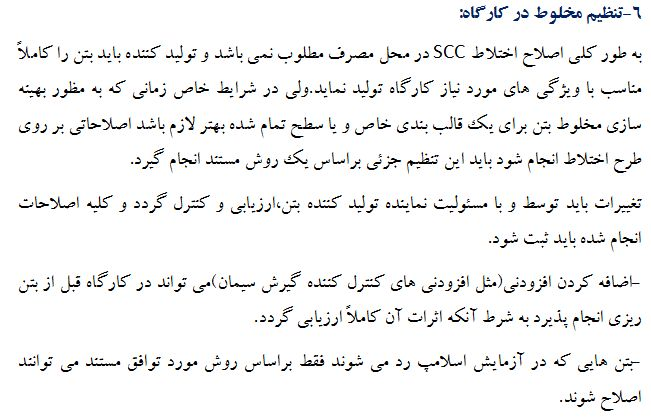 ۶-تنظیم مخلوط در کارگاه:
به طور کلی اصلاح اختلاط SCC در محل مصرف مطلوب نمی باشد و تولید کننده باید بتن را کاملاً
مناسب با ویژگی های مورد نیاز کارگاه تولید نماید.ولی در شرایط خاص زمانی که به مظور بهینه
سازی مخلوط بتن برای یک قالب بندی خاص و یا سطح تمام شده بهتر لازم باشد اصلاحاتی بر روی
طرح اختلاط انجام شود باید این تنظیم جزئی براساس یک روش مستند انجام گیرد.
تغییرات باید توسط و با مسئولیت نماینده تولید کننده بتن،ارزیابی و کنترل گردد و کلیه اصلاحات
انجام شده باید ثبت شود.
-اضافه کردن افزودنی(مثل افزودنی های کنترل کننده گیرش سیمان)می تواند در کارگاه قبل از بتن
ریزی انجام پذیرد به شرط آنکه اثرات آن کاملاً ارزیابی گردد.
-بتن هایی که در آزمایش اسلامپ رد می شوند فقط براساس روش مورد توافق مستند می توانند
اصلاح شوند.